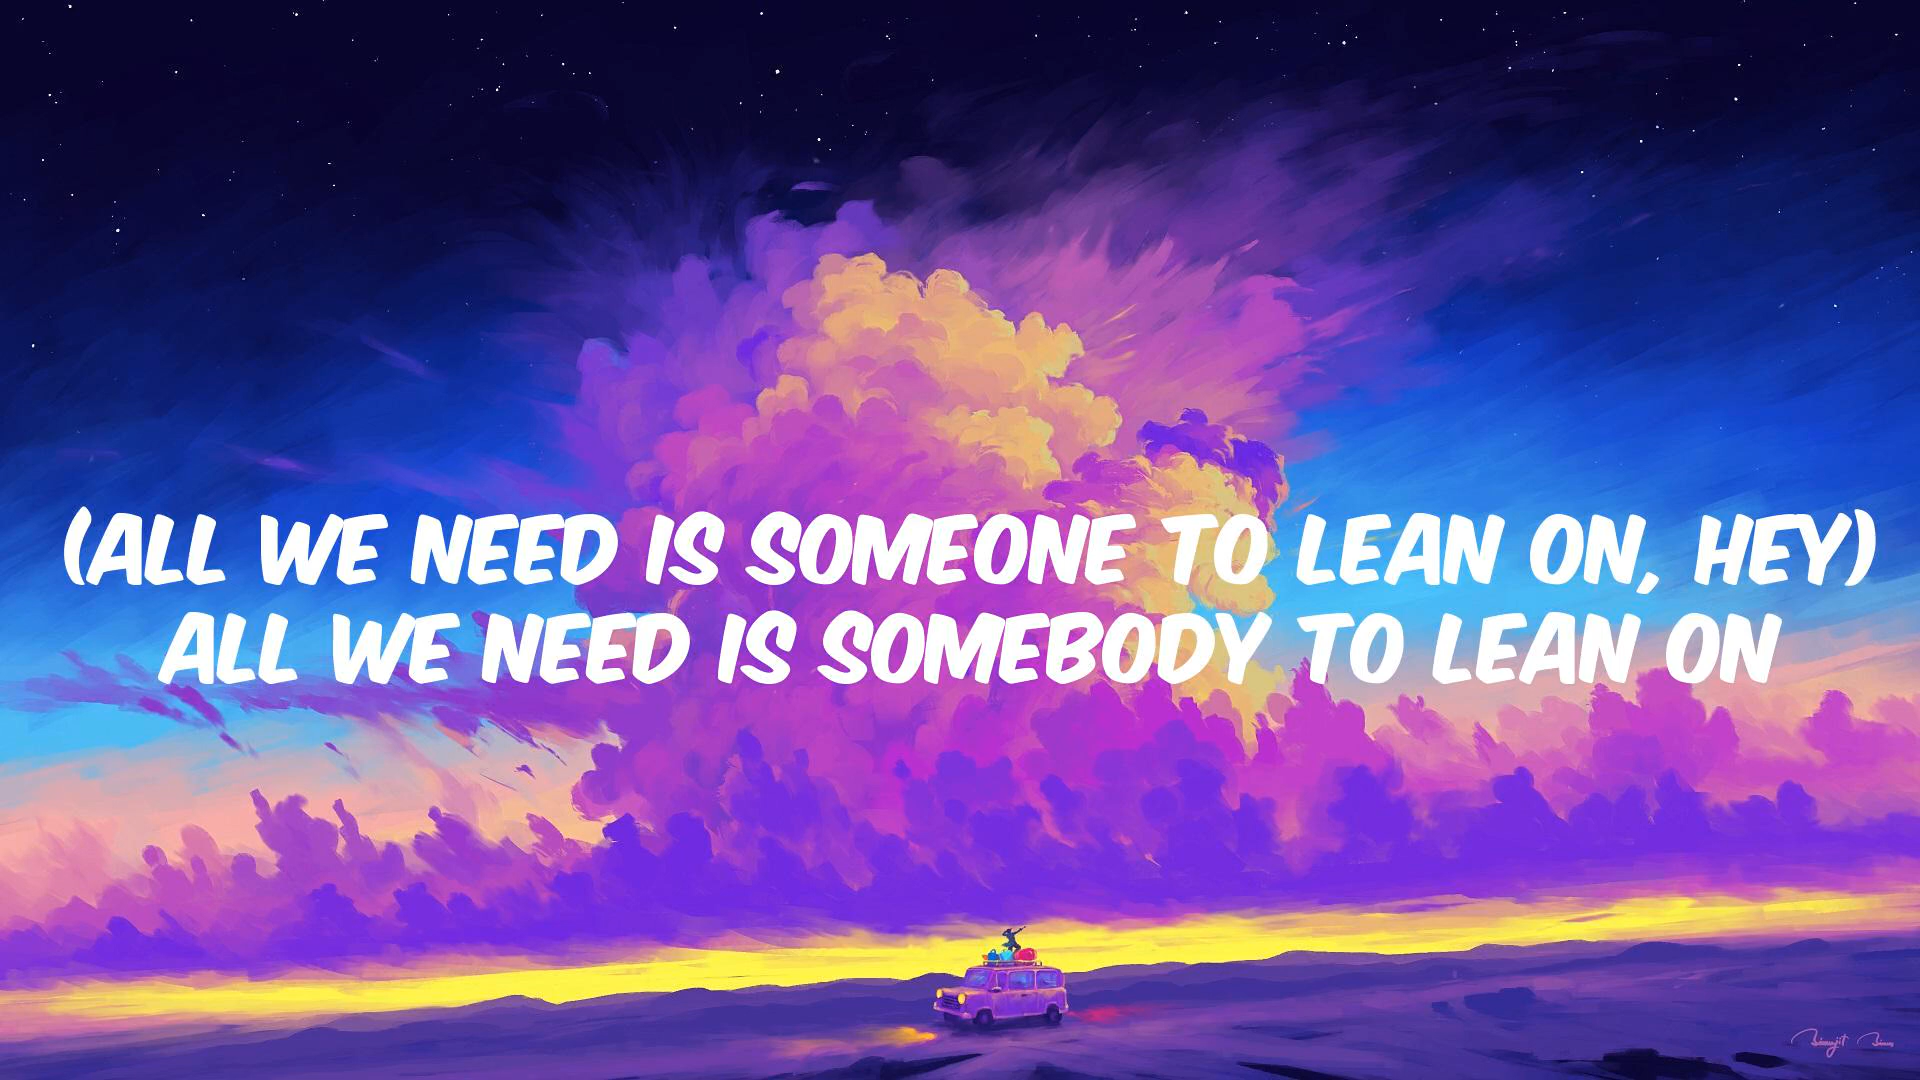 (ALL WE NEED IS SOMEONE TO LEAN ON, HEY)
ALL WE NEED IS SOMEBODY TO LEAN ON